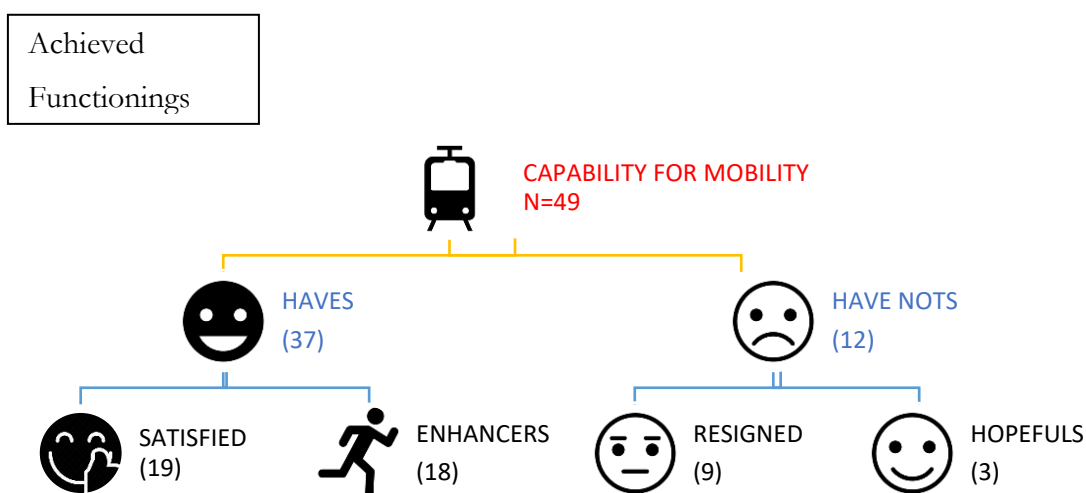 Achieved
Functionings
CAPABILITY FOR MOBILITY
N=49
HAVES
(37)
HAVE NOTS
(12)
SATISFIED
(19)
ENHANCERS
(18)
RESIGNED
(9)
HOPEFULS
(3)